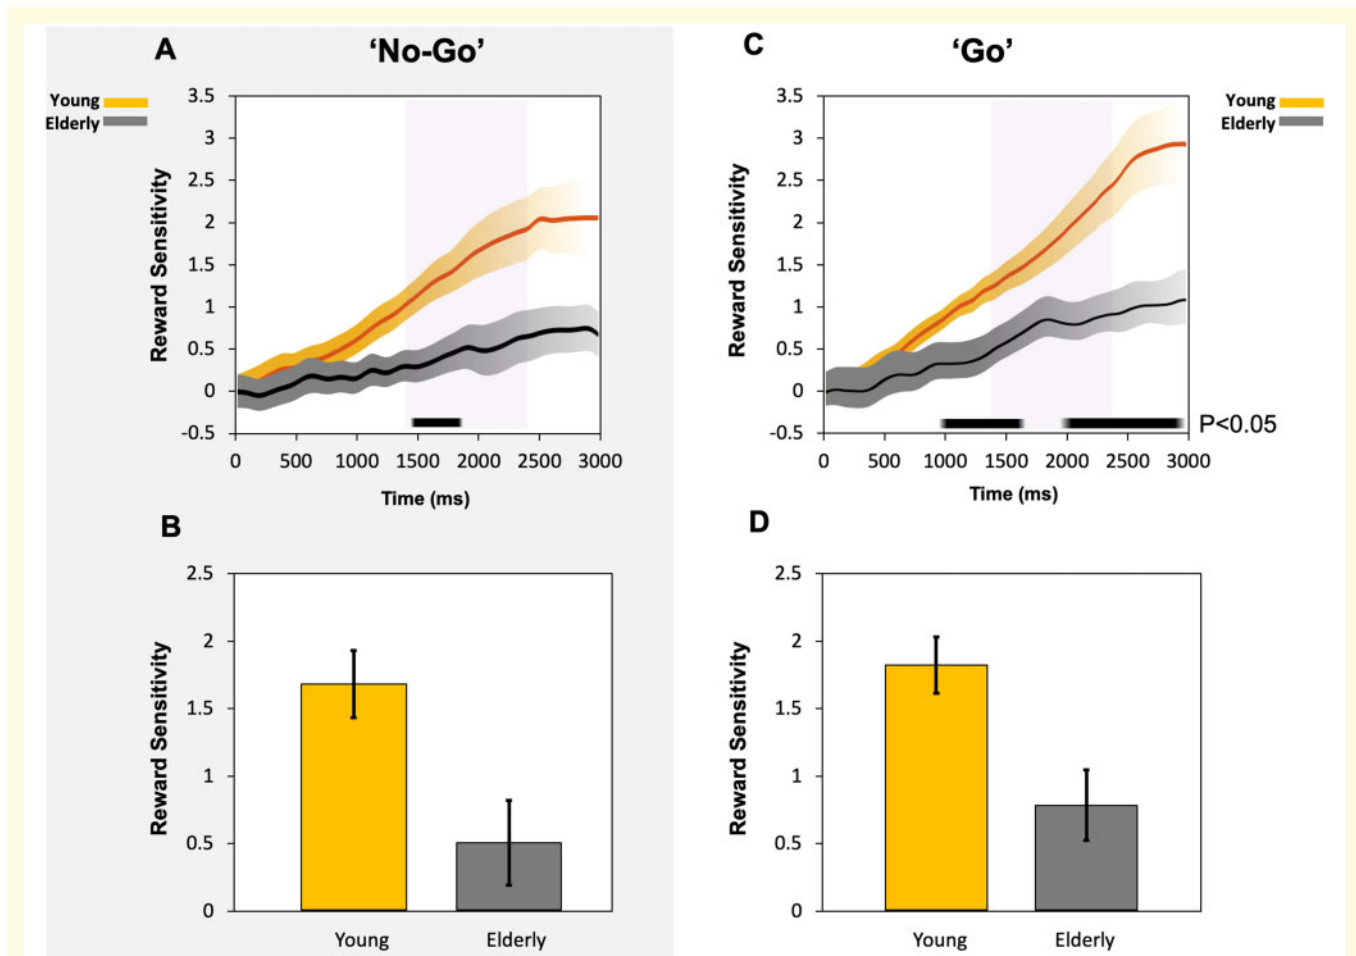 A
‘No-Go’
Young
Elderly
Reward Sensitivity
3.5
3
2.5
2
1.5
1
0.5
0
-0.5
0 500 1000 1500 2000 2500 3000
Time (ms)
C
‘Go’
Young
Elderly
Reward Sensitivity
3.5
3
2.5
2
1.5
1
0.5
0
-0.5
P<0.05
0 500 1000 1500 2000 2500 3000
Time (ms)
B
Reward Sensitivity
2.5
2
1.5
1
0.5
0
Young Elderly
D
Reward Sensitivity
2.5
2
1.5
1
0.5
0
Young Elderly